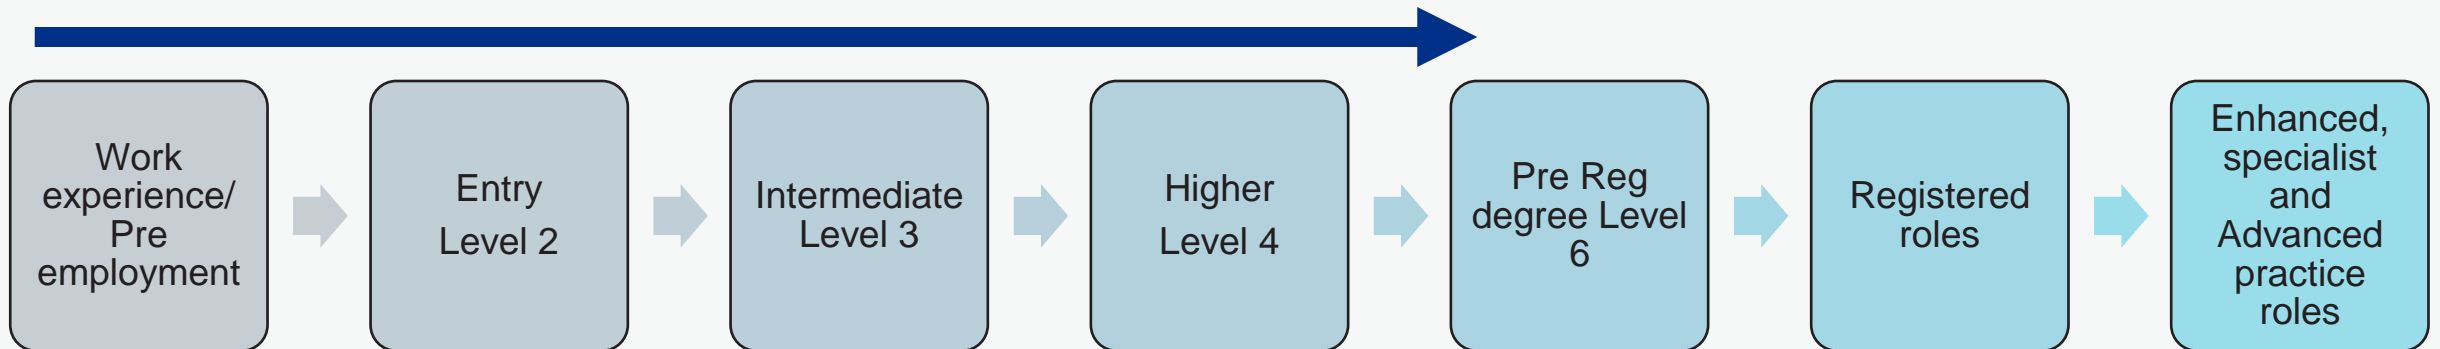 Work
experience/
Pre
employment
Entry
Level 2
Intermediate
Level 3
Higher
Level 4
Pre Reg
degree Level
6
Registered
roles
Enhanced,
specialist
and
Advanced
practice
roles